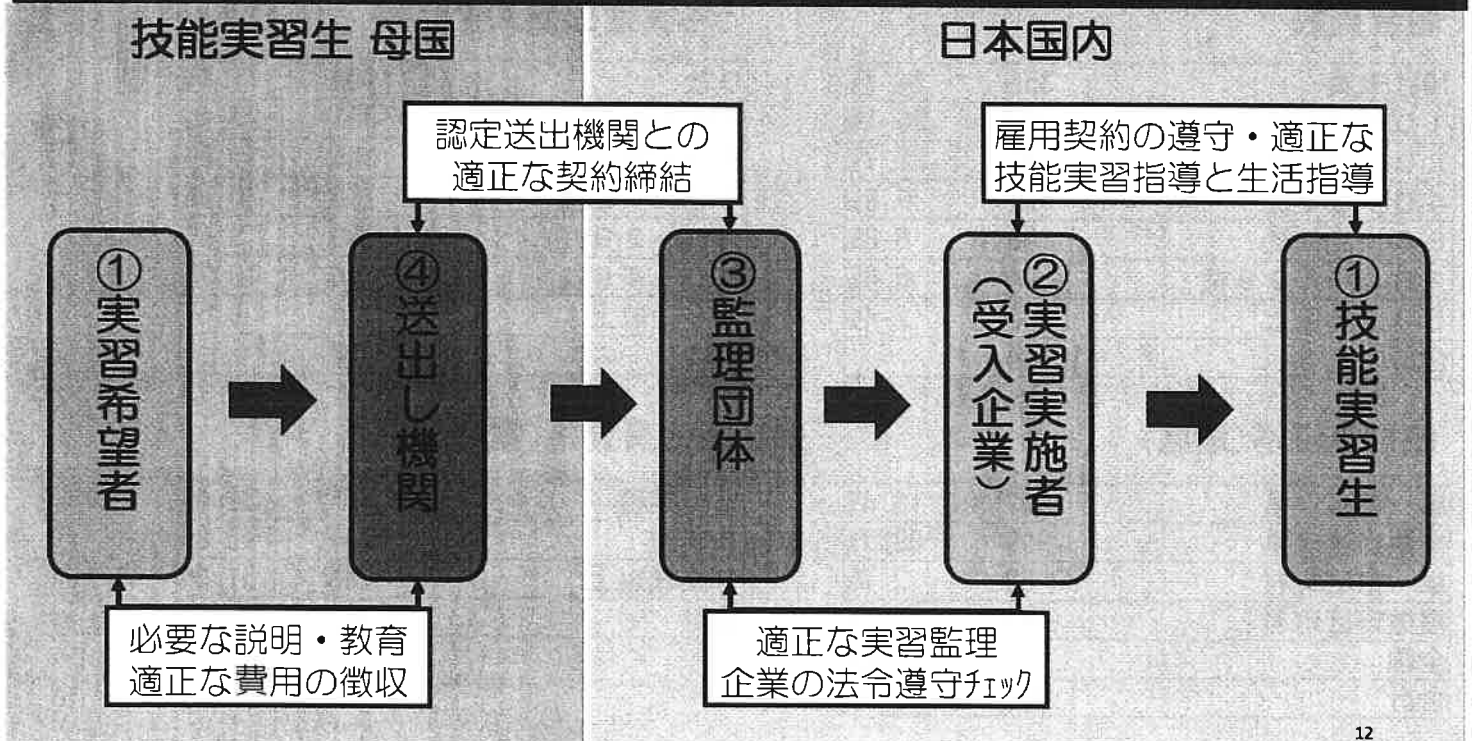 技能実習生 母国
日本国内
認定送出機関との
適正な契約締結
雇用契約の遵守・適正な
技能実習指導と生活指導
①実習希望者
④送出し機関
③監理団体
②実習実施者
(受入企業)
①技能実習生
必要な説明・教育
適正な費用の徴収
適正な実習監理
企業の法令遵守チェック
12